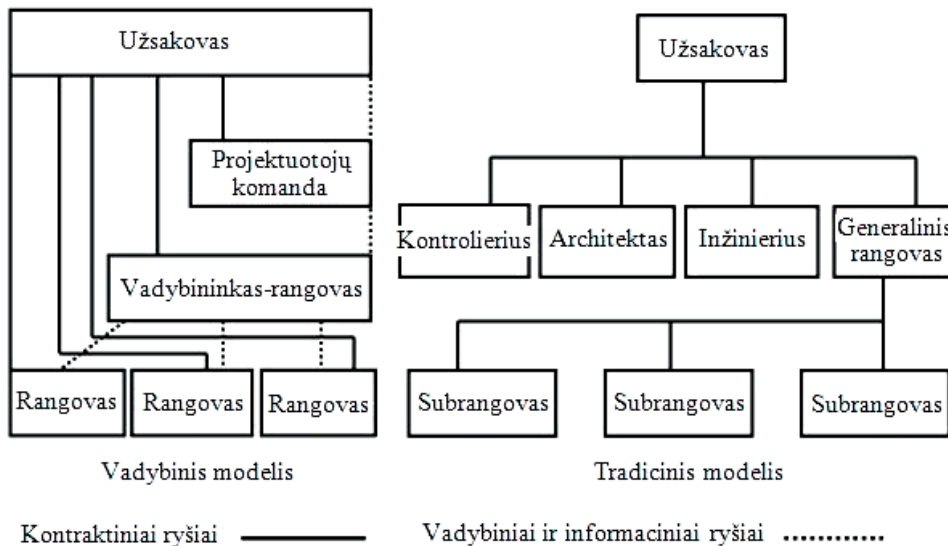 Užsakovas
Projektuotojų
komanda
Vadybininkas-rangovas
Rangovas
Rangovas
Rangovas
Vadybinis modelis
Užsakovas
Kontrolierius
Architektas
Inžinierius
Generalinis
rangovas
Subrangovas
Subrangovas
Subrangovas
Tradicinis modelis
Kontraktiniai ryšiai
Vadybiniai ir informaciniai ryšiai